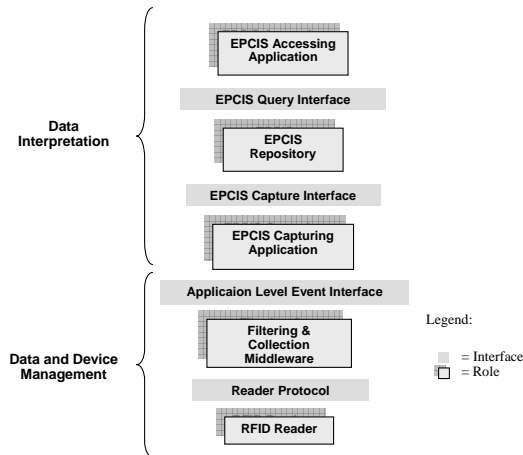 EPCIS Accessing
Application
EPCIS Query Interface
Data
Interpretation
EPCIS
Repository
EPCIS Capture Interface
EPCIS Capturing
Application
Applicaion Level Event Interface
Filtering &
Collection
Middleware
Data and Device
Management
Reader Protocol
RFID Reader
Legend:
= Interface
= Role